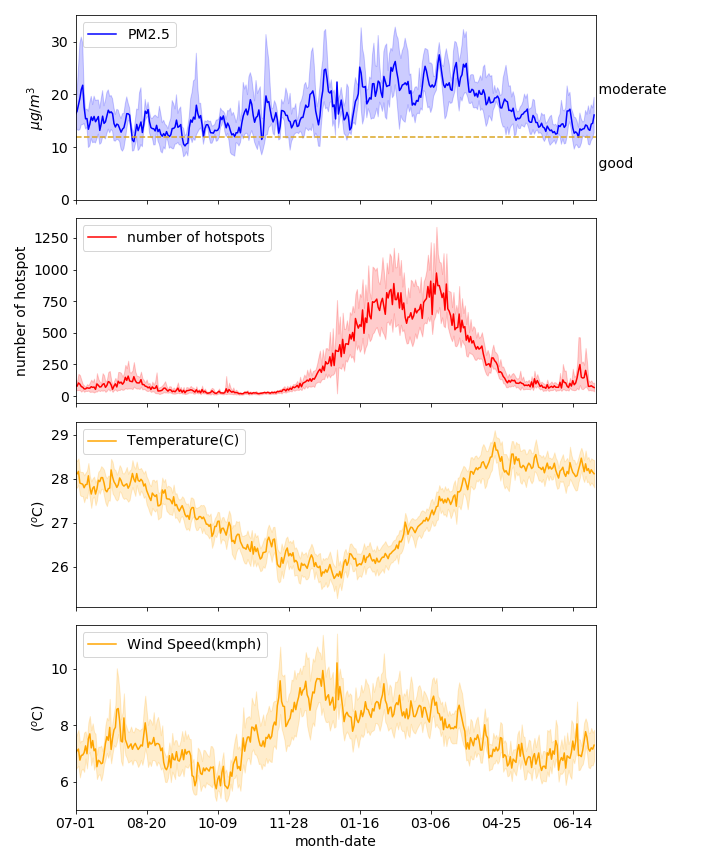 PM2.5
30
20
10
0
μg/m³
moderate
good
number of hotspots
1250
1000
750
500
250
0
number of hotspot
Temperature(C)
29
28
27
26
(°C)
Wind Speed(kmph)
10
8
6
(°C)
07-01 08-20 10-09 11-28 01-16 03-06 04-25 06-14
month-date